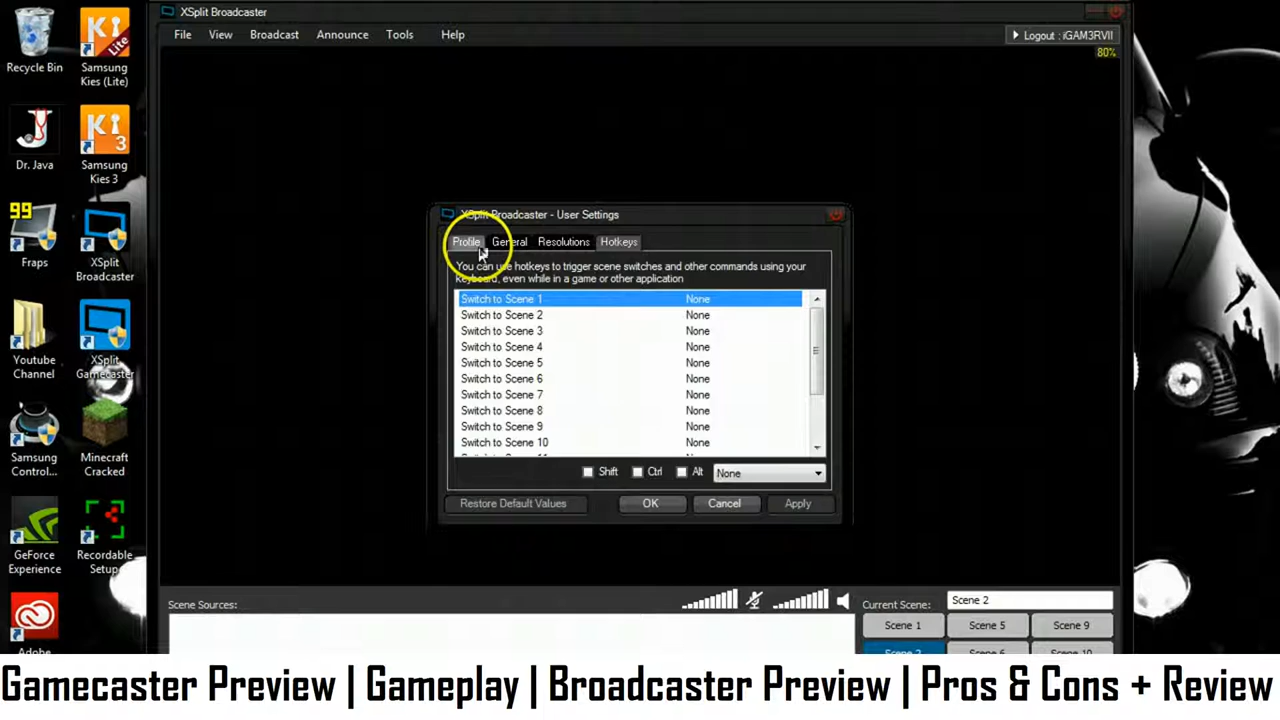 XSplit Broadcaster
File View Broadcast Announce Tools Help
Logout : iGAM3RVII
80%
Recycle Bin
Samsung Kies (Lite)
Dr. Java
Samsung Kies 3
99
Fraps
XSplit Broadcaster
Youtube Channel
XSplit Gamecaster
Samsung Control...
Minecraft Cracked
GeForce Experience
Recordable Setup
Adobe
XSplit Broadcaster - User Settings
Profile General Resolutions Hotkeys
You can use hotkeys to trigger scene switches and other commands using your
keyboard, even while in a game or other application
Switch to Scene 1 None
Switch to Scene 2 None
Switch to Scene 3 None
Switch to Scene 4 None
Switch to Scene 5 None
Switch to Scene 6 None
Switch to Scene 7 None
Switch to Scene 8 None
Switch to Scene 9 None
Switch to Scene 10 None
Shift Ctrl Alt None
Restore Default Values OK Cancel Apply
Scene Sources:
Current Scene: Scene 2
Scene 1 Scene 5 Scene 9
Scene 2 Scene 6 Scene 10
Gamecaster Preview | Gameplay | Broadcaster Preview | Pros & Cons + Review